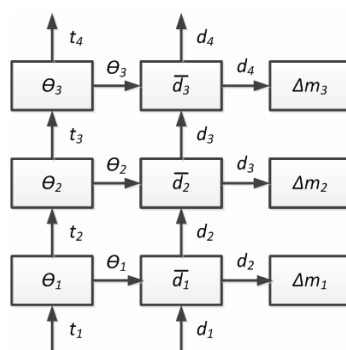 t₄ d₄
Θ₃ d₄
Θ₃ d̅₃ Δm₃
t₃ d₃
Θ₂ d₃
Θ₂ d̅₂ Δm₂
t₂ d₂
Θ₁ d₂
Θ₁ d̅₁ Δm₁
t₁ d₁